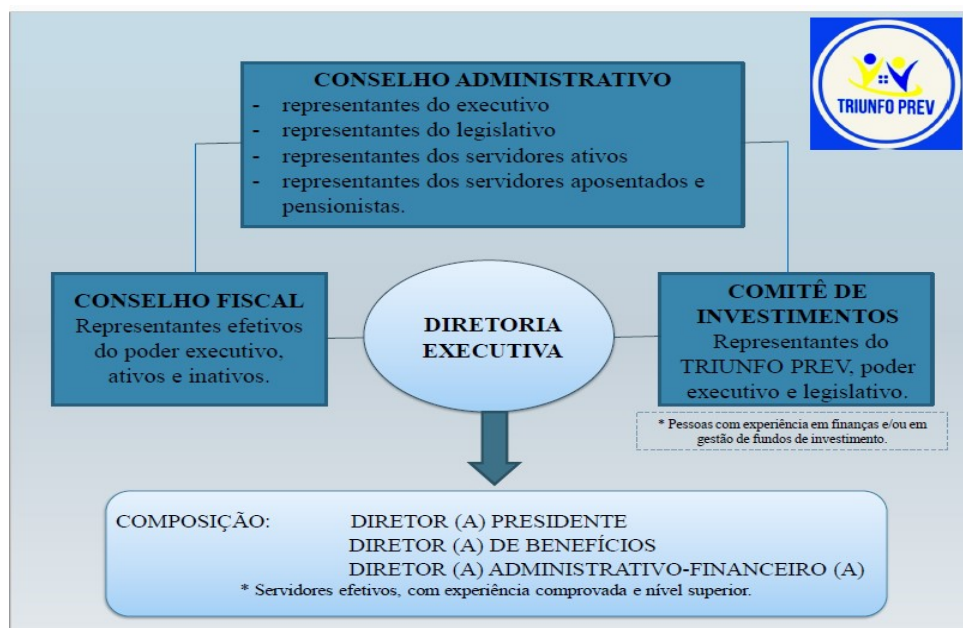 CONSELHO ADMINISTRATIVO
- representantes do executivo
- representantes do legislativo
- representantes dos servidores ativos
- representantes dos servidores aposentados e
pensionistas.
TRIUNFO PREV
CONSELHO FISCAL
Representantes efetivos
do poder executivo,
ativos e inativos.
DIRETORIA
EXECUTIVA
COMITÊ DE
INVESTIMENTOS
Representantes do
TRIUNFO PREV, poder
executivo e legislativo.
* Pessoas com experiência em finanças e/ou em
gestão de fundos de investimento.
COMPOSIÇÃO: DIRETOR (A) PRESIDENTE
DIRETOR (A) DE BENEFÍCIOS
DIRETOR (A) ADMINISTRATIVO-FINANCEIRO (A)
* Servidores efetivos, com experiência comprovada e nível superior.